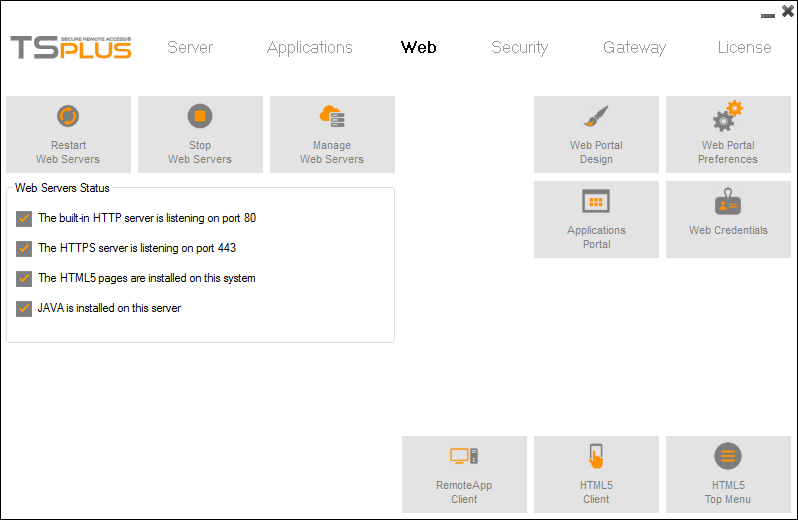 TSPLUS SECURE REMOTE ACCESS®
Server Applications Web Security Gateway License
Restart
Web Servers
Stop
Web Servers
Manage
Web Servers
Web Portal
Design
Web Portal
Preferences
Web Servers Status
The built-in HTTP server is listening on port 80
The HTTPS server is listening on port 443
The HTML5 pages are installed on this system
JAVA is installed on this server
Applications
Portal
Web Credentials
RemoteApp
Client
HTML5
Client
HTML5
Top Menu